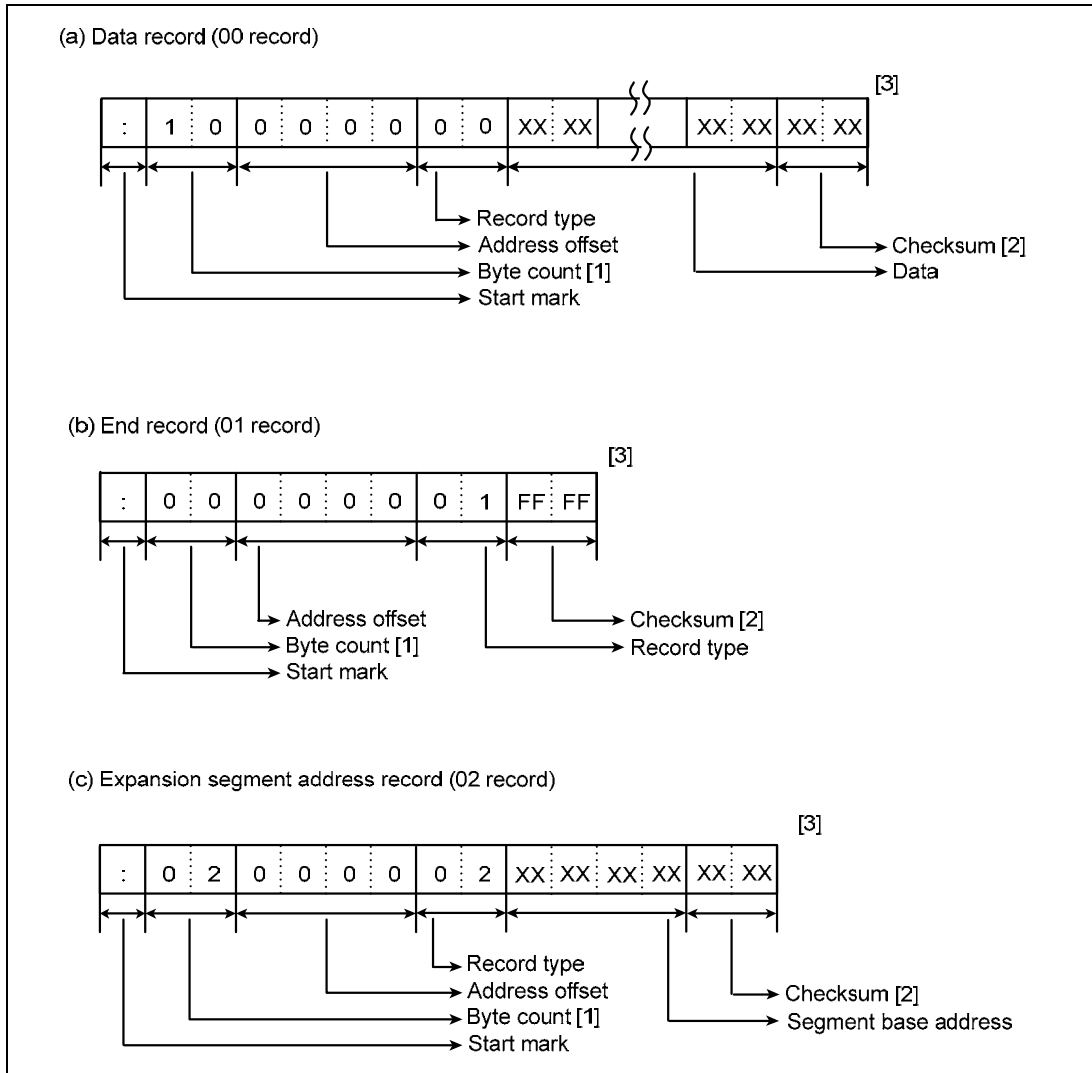 (a) Data record (00 record)
[3]
: 1 0 0 0 0 0 0 0 XX XX XX XX XX XX
Record type
Address offset
Checksum [2]
Byte count [1]
Data
Start mark
(b) End record (01 record)
[3]
: 0 0 0 0 0 0 0 1 FF FF
Address offset
Checksum [2]
Byte count [1]
Record type
Start mark
(c) Expansion segment address record (02 record)
[3]
: 0 2 0 0 0 0 0 2 XX XX XX XX XX XX
Record type
Address offset
Checksum [2]
Byte count [1]
Segment base address
Start mark